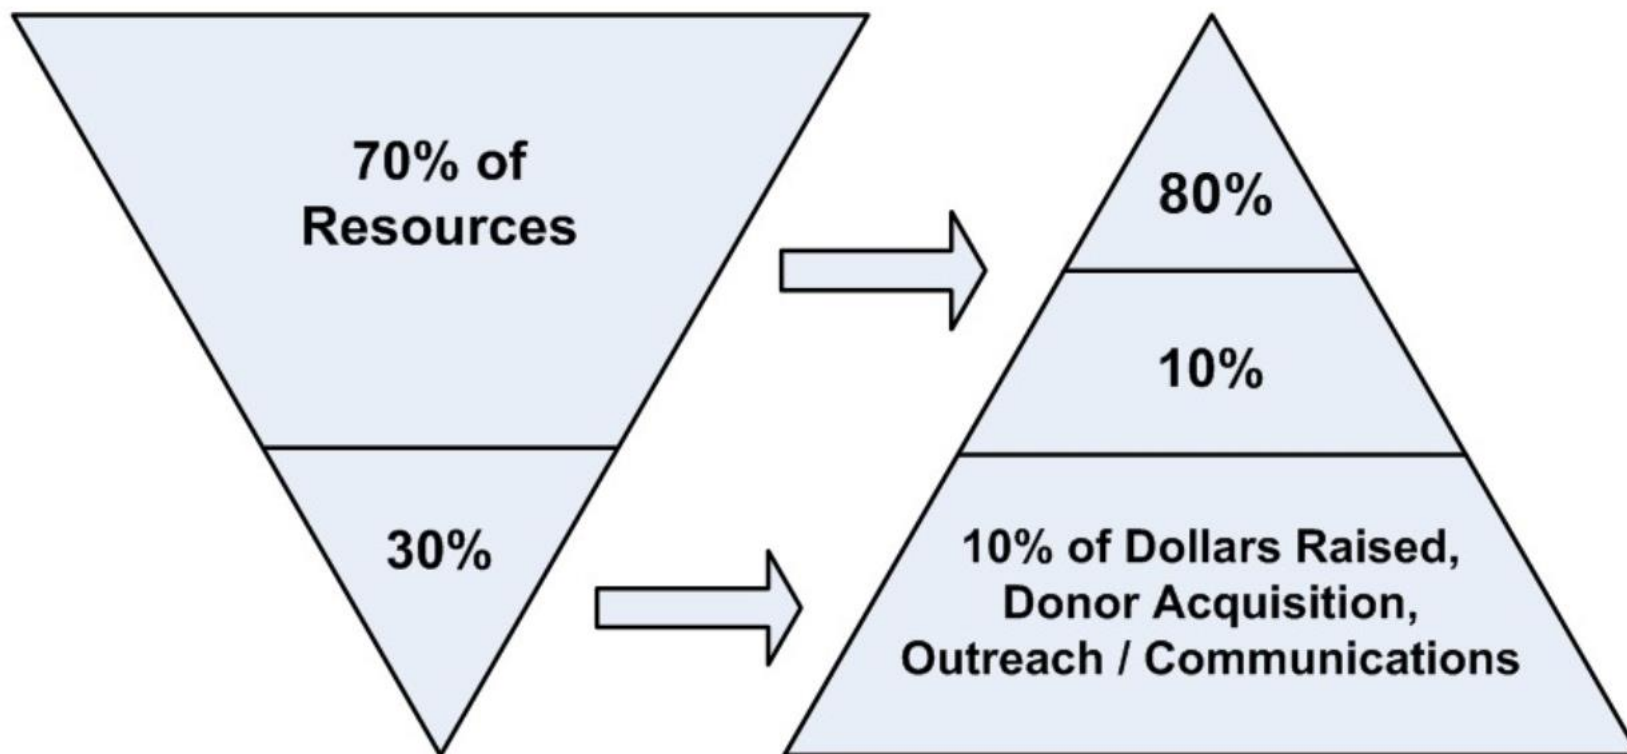 70% of
Resources
30%
80%
10%
10% of Dollars Raised,
Donor Acquisition,
Outreach / Communications